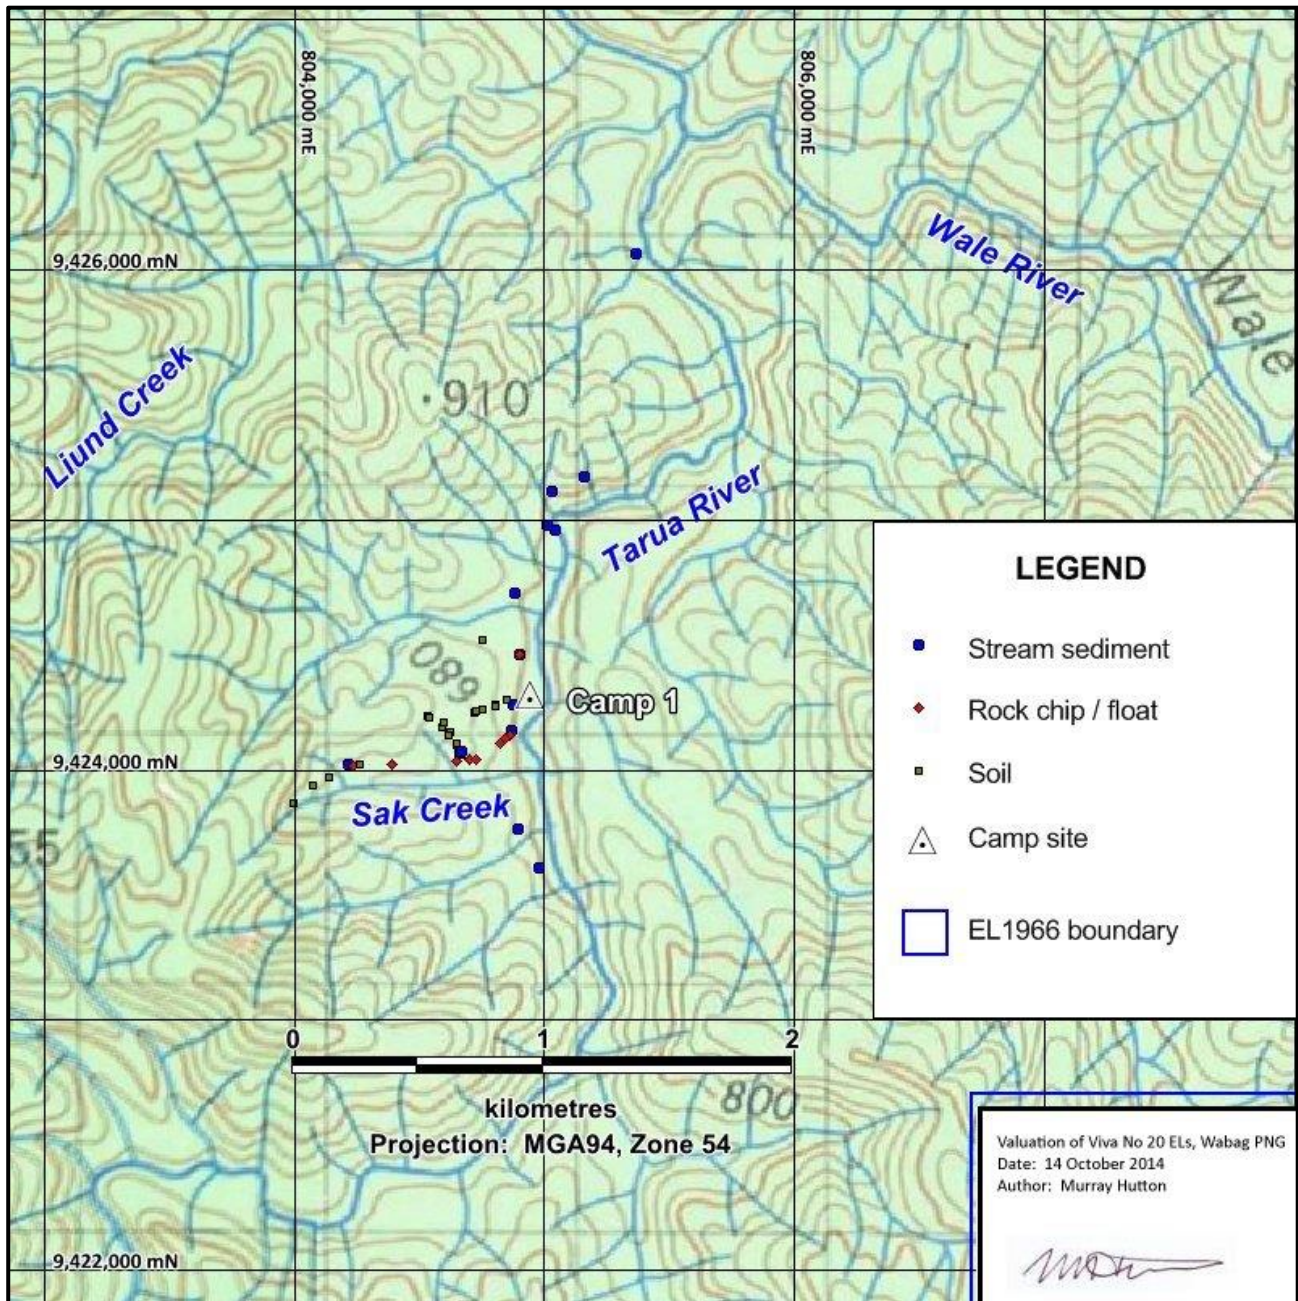 804,000 mE
806,000 mE
Wale River
9,426,000 mN
Wale
Liund Creek
910
Tarua River
LEGEND
Stream sediment
Rock chip / float
Soil
Camp site
EL1966 boundary
680
Camp 1
9,424,000 mN
Sak Creek
55
0 1 2
kilometres
Projection: MGA94, Zone 54
800
Valuation of Viva No 20 ELs, Wabag PNG
Date: 14 October 2014
Author: Murray Hutton
9,422,000 mN